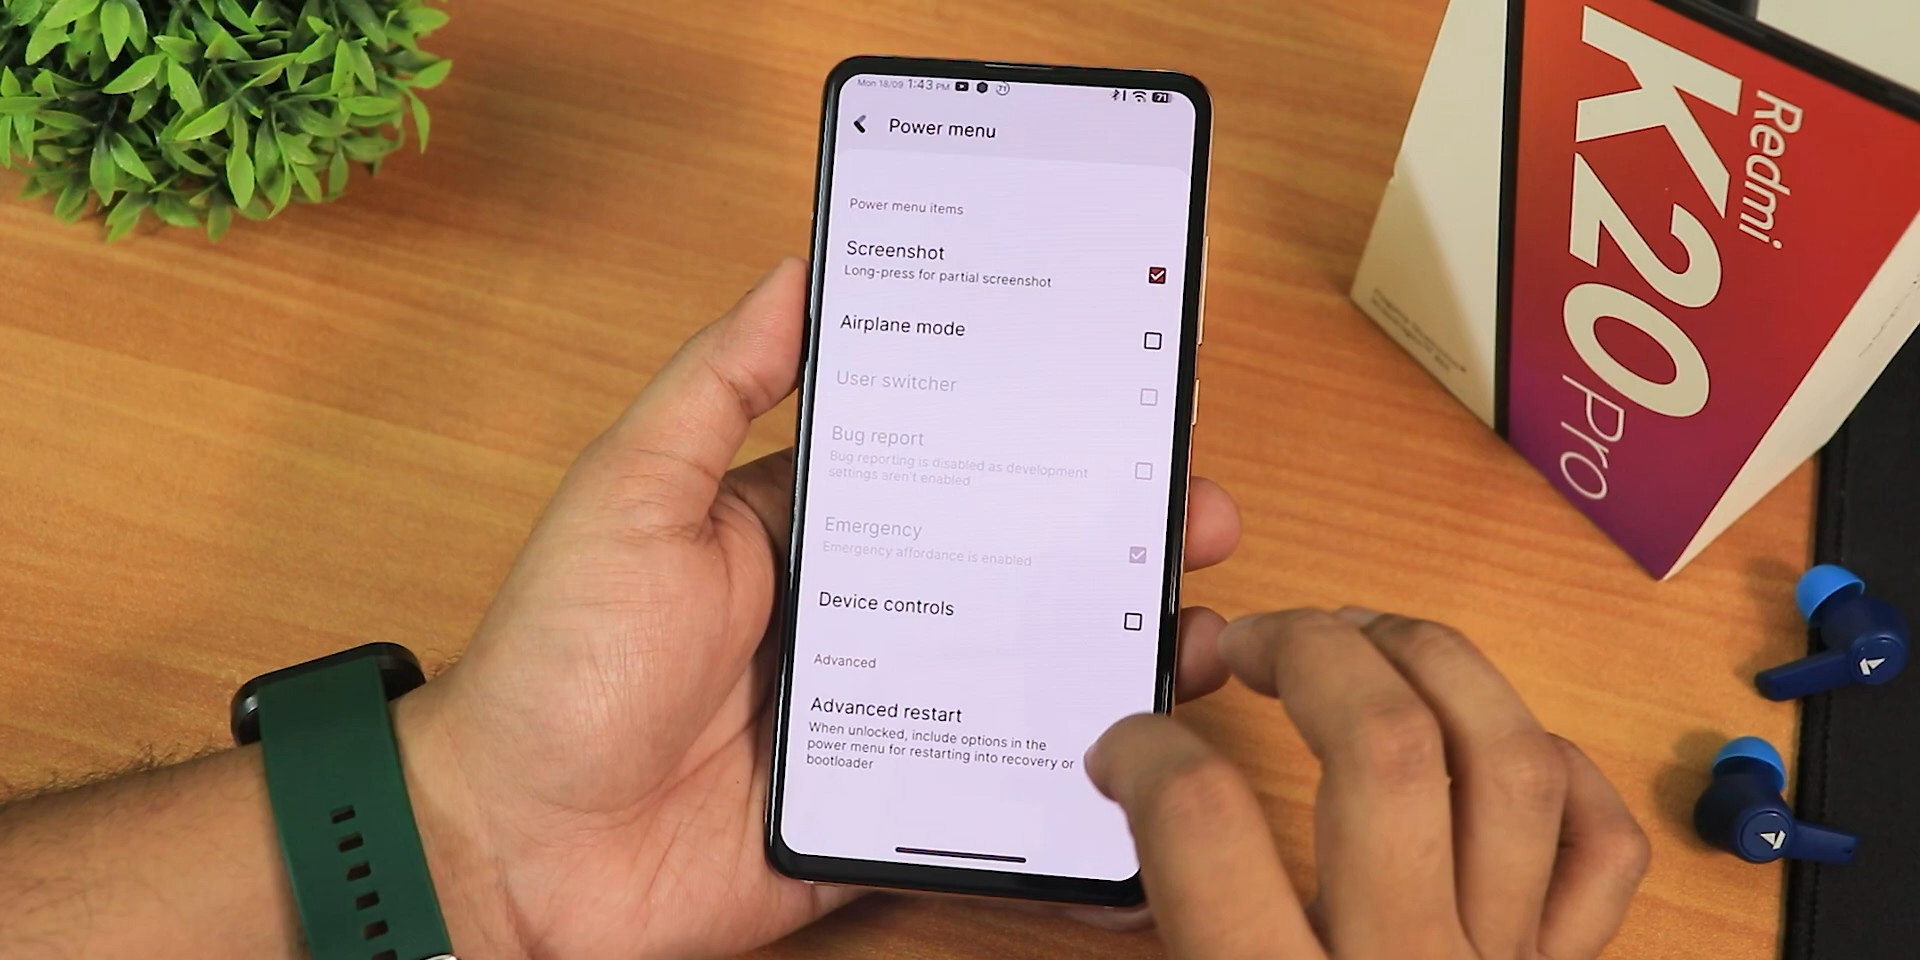 Mon 18/09 1:43 PM
71
71
Power menu
Power menu items
Screenshot
Long-press for partial screenshot
Airplane mode
User switcher
Bug report
Bug reporting is disabled as development
settings aren't enabled
Emergency
Emergency affordance is enabled
Device controls
Advanced
Advanced restart
When unlocked, include options in the
power menu for restarting into recovery or
bootloader
Redmi
K20 Pro